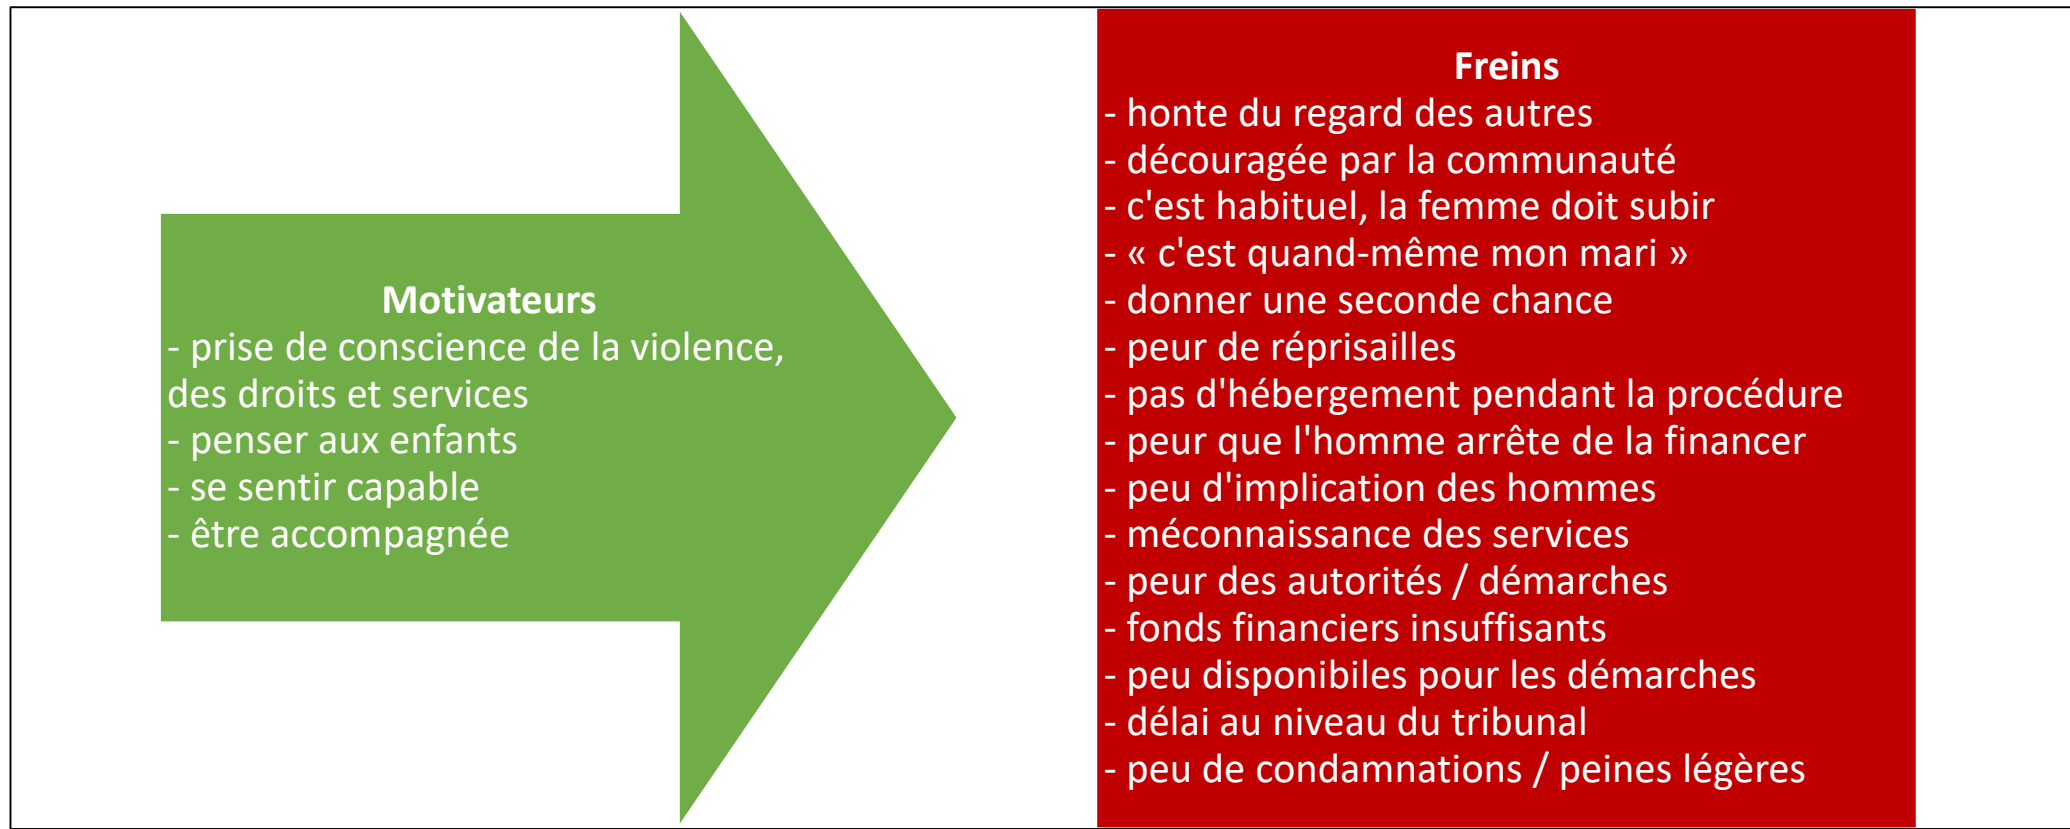 Motivateurs
- prise de conscience de la violence,
des droits et services
- penser aux enfants
- se sentir capable
- être accompagnée
Freins
- honte du regard des autres
- découragée par la communauté
- c'est habituel, la femme doit subir
- « c'est quand-même mon mari »
- donner une seconde chance
- peur de réprisailles
- pas d'hébergement pendant la procédure
- peur que l'homme arrête de la financer
- peu d'implication des hommes
- méconnaissance des services
- peur des autorités / démarches
- fonds financiers insuffisants
- peu disponibiles pour les démarches
- délai au niveau du tribunal
- peu de condamnations / peines légères